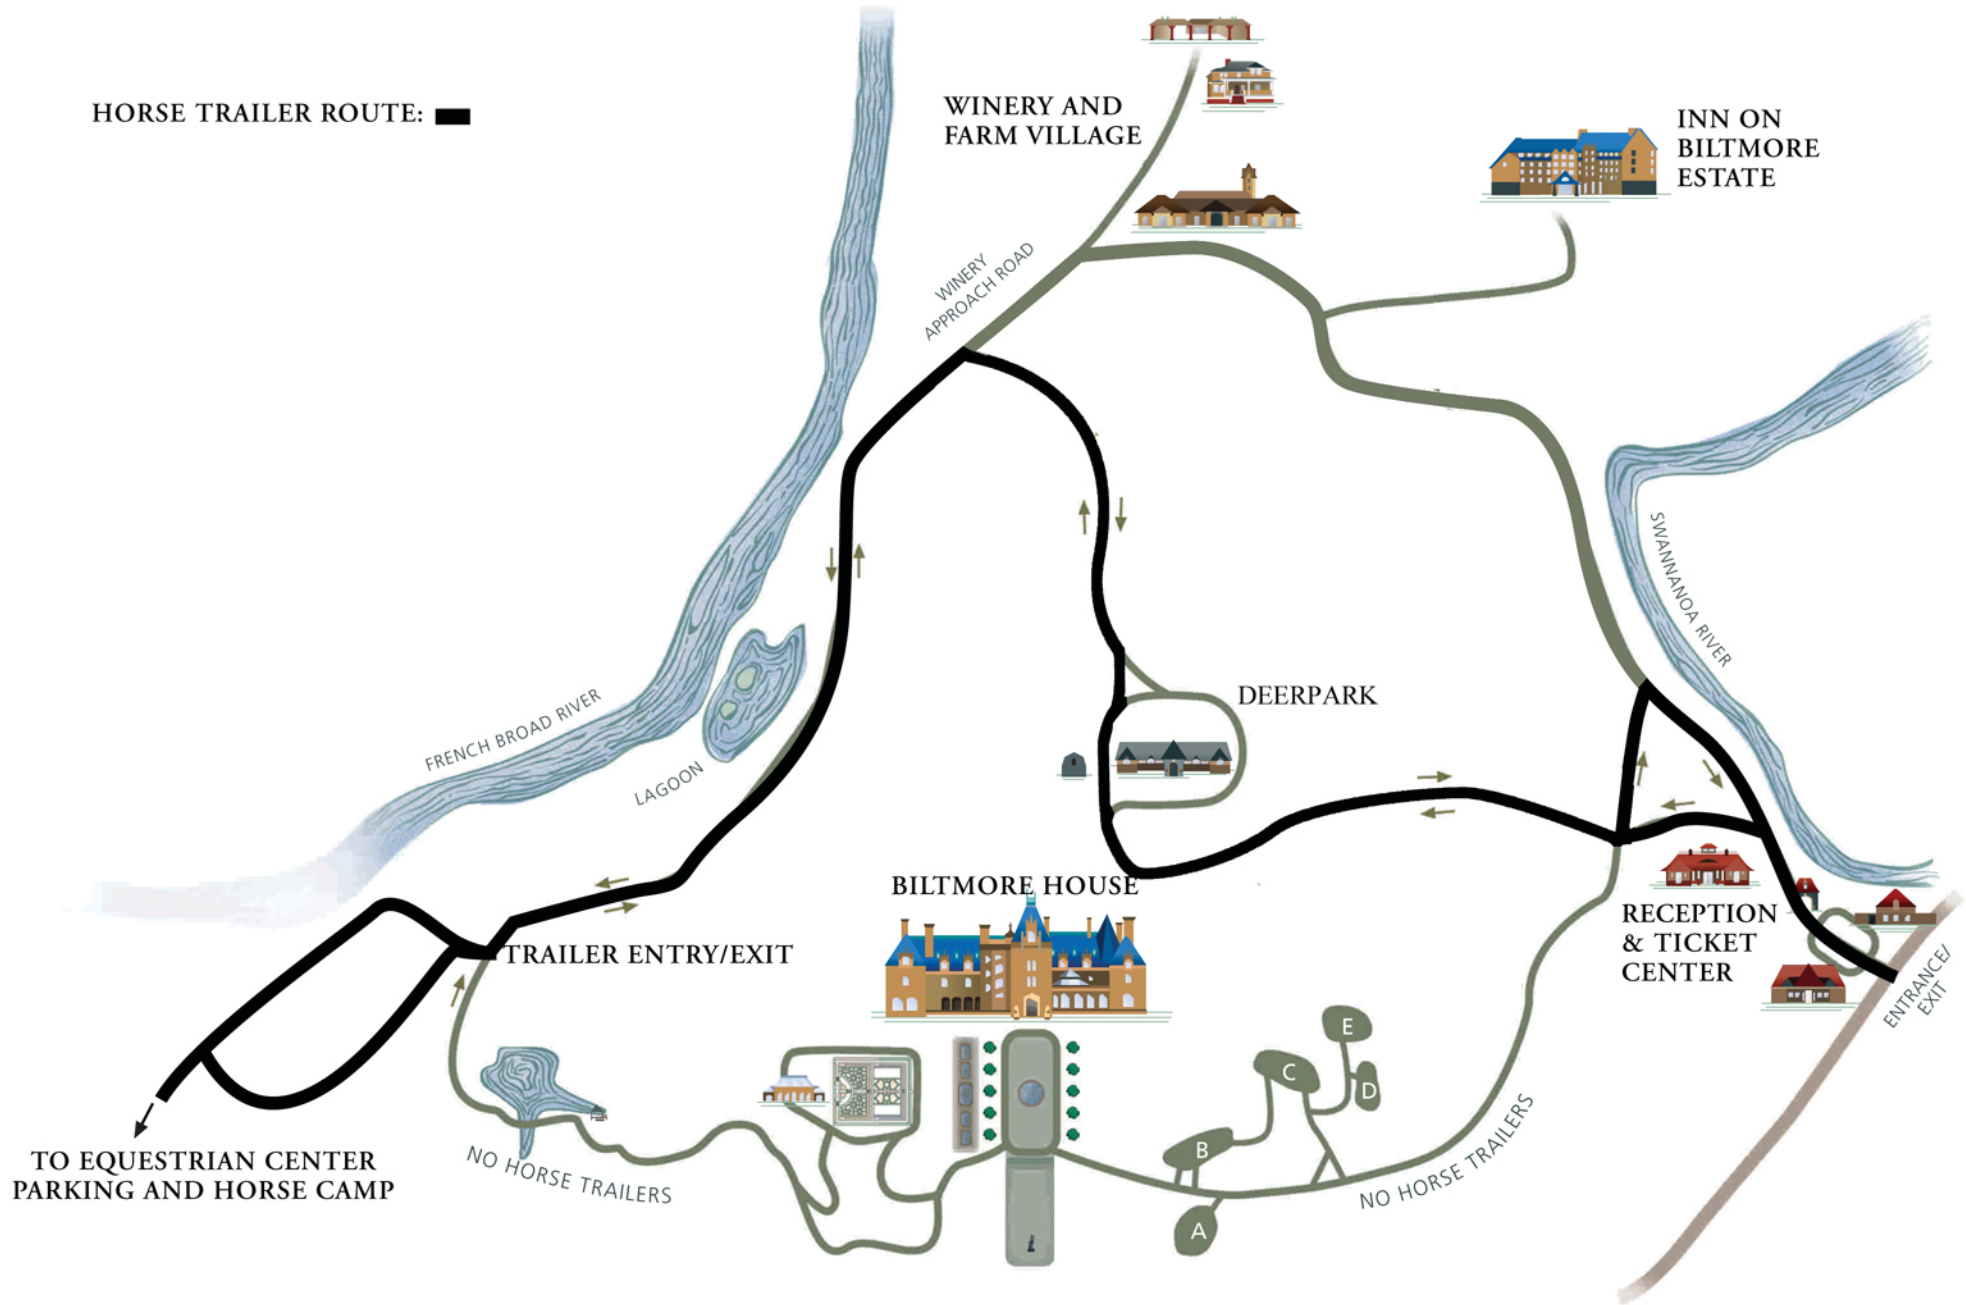 HORSE TRAILER ROUTE:
WINERY AND
FARM VILLAGE
INN ON
BILTMORE
ESTATE
WINERY
APPROACH ROAD
SWANNANOA RIVER
FRENCH BROAD RIVER
LAGOON
DEERPARK
BILTMORE HOUSE
TRAILER ENTRY/EXIT
RECEPTION
& TICKET
CENTER
ENTRANCE/
EXIT
E
C
D
B
A
NO HORSE TRAILERS
NO HORSE TRAILERS
TO EQUESTRIAN CENTER
PARKING AND HORSE CAMP